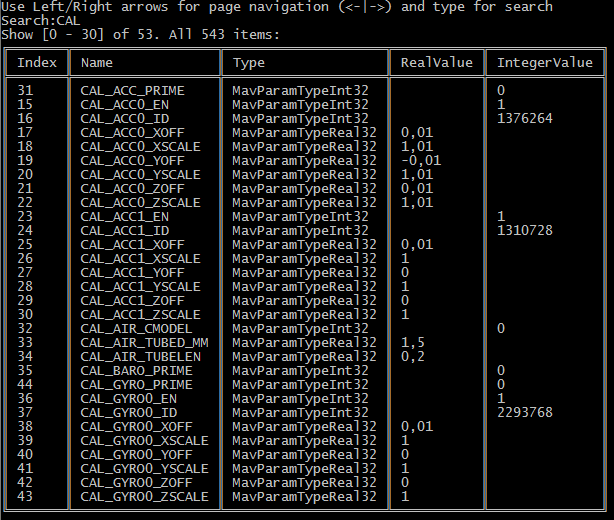 Use Left/Right arrows for page navigation (<-|->) and type for search
Search:CAL
Show [0 - 30] of 53. All 543 items:
Index Name Type RealValue IntegerValue
31 CAL_ACC_PRIME MavParamTypeInt32 0
15 CAL_ACC0_EN MavParamTypeInt32 1
16 CAL_ACC0_ID MavParamTypeInt32 1376264
17 CAL_ACC0_XOFF MavParamTypeReal32 0,01
18 CAL_ACC0_XSCALE MavParamTypeReal32 1,01
19 CAL_ACC0_YOFF MavParamTypeReal32 -0,01
20 CAL_ACC0_YSCALE MavParamTypeReal32 1,01
21 CAL_ACC0_ZOFF MavParamTypeReal32 0,01
22 CAL_ACC0_ZSCALE MavParamTypeReal32 1,01
23 CAL_ACC1_EN MavParamTypeInt32 1
24 CAL_ACC1_ID MavParamTypeInt32 1310728
25 CAL_ACC1_XOFF MavParamTypeReal32 0,01
26 CAL_ACC1_XSCALE MavParamTypeReal32 1
27 CAL_ACC1_YOFF MavParamTypeReal32 0
28 CAL_ACC1_YSCALE MavParamTypeReal32 1
29 CAL_ACC1_ZOFF MavParamTypeReal32 0
30 CAL_ACC1_ZSCALE MavParamTypeReal32 1
32 CAL_AIR_CMODEL MavParamTypeInt32 0
33 CAL_AIR_TUBED_MM MavParamTypeReal32 1,5
34 CAL_AIR_TUBELEN MavParamTypeReal32 0,2
35 CAL_BARO_PRIME MavParamTypeInt32 0
44 CAL_GYRO_PRIME MavParamTypeInt32 0
36 CAL_GYRO0_EN MavParamTypeInt32 1
37 CAL_GYRO0_ID MavParamTypeInt32 2293768
38 CAL_GYRO0_XOFF MavParamTypeReal32 0,01
39 CAL_GYRO0_XSCALE MavParamTypeReal32 1
40 CAL_GYRO0_YOFF MavParamTypeReal32 0
41 CAL_GYRO0_YSCALE MavParamTypeReal32 1
42 CAL_GYRO0_ZOFF MavParamTypeReal32 0
43 CAL_GYRO0_ZSCALE MavParamTypeReal32 1